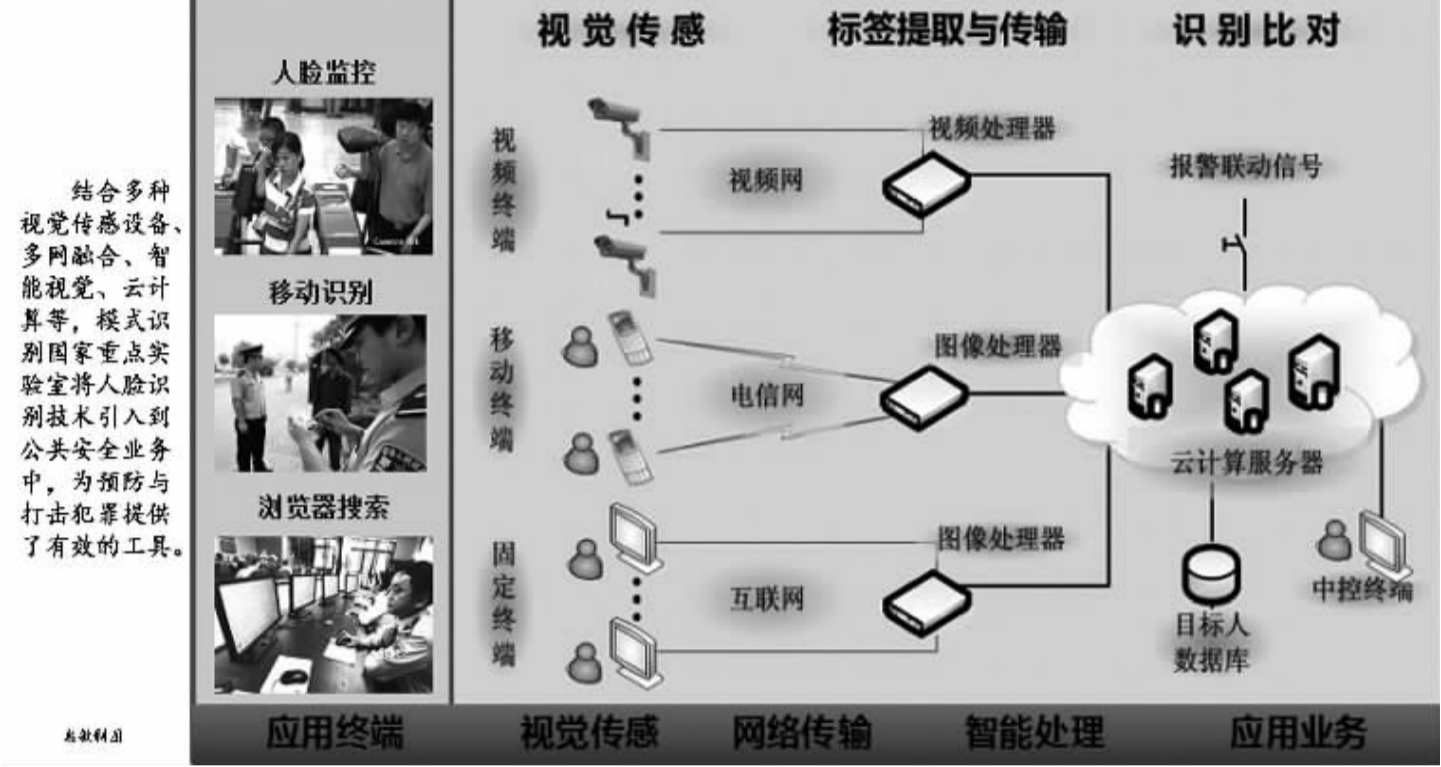 结合多种
视觉传感设备、
多网融合、智
能视觉、云计
算等，模式识
别国家重点实
验室将人脸识
别技术引入到
公共安全业务
中，为预防与
打击犯罪提供
了有效的工具。
人脸监控
移动识别
浏览器搜索
视觉传感
标签提取与传输
识别比对
视频终端
视频网
视频处理器
报警联动信号
移动终端
电信网
图像处理器
云计算服务器
固定终端
互联网
图像处理器
目标人
数据库
中控终端
应用终端
视觉传感
网络传输
智能处理
应用业务